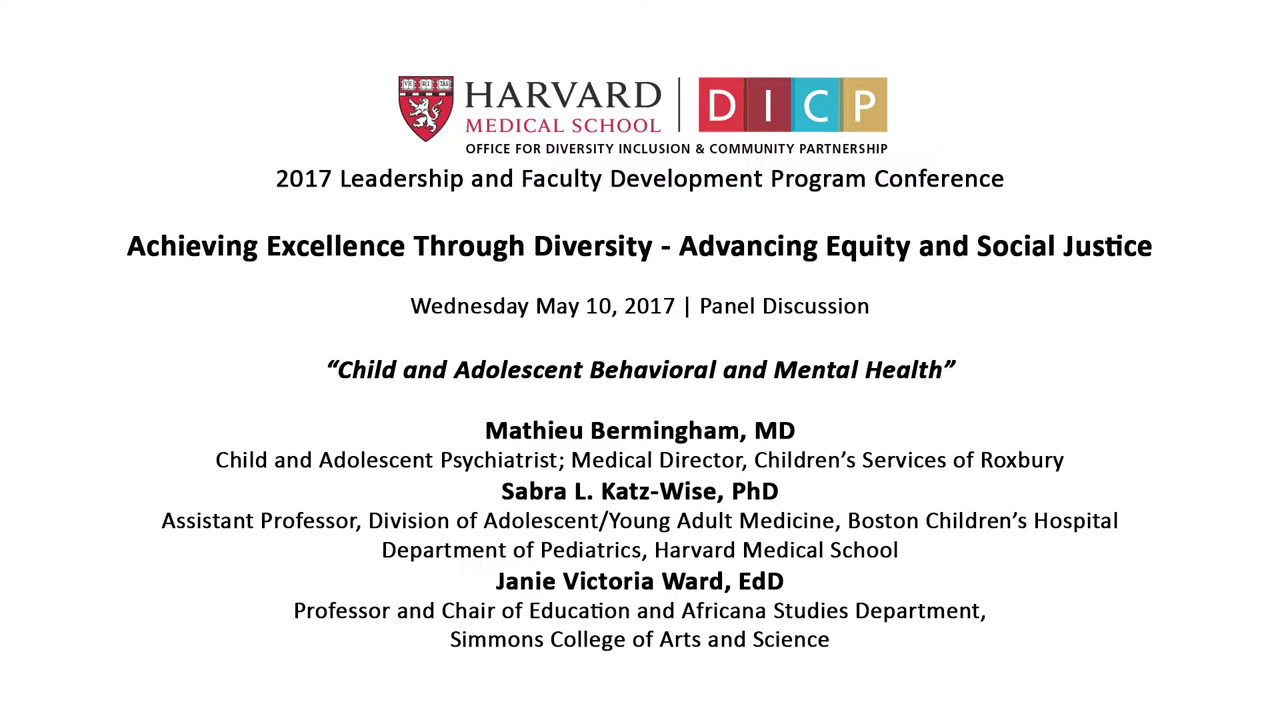 VE RI TAS
HARVARD
MEDICAL SCHOOL
DICP
OFFICE FOR DIVERSITY INCLUSION & COMMUNITY PARTNERSHIP
2017 Leadership and Faculty Development Program Conference
Achieving Excellence Through Diversity - Advancing Equity and Social Justice
Wednesday May 10, 2017 | Panel Discussion
“Child and Adolescent Behavioral and Mental Health”
Mathieu Bermingham, MD
Child and Adolescent Psychiatrist; Medical Director, Children’s Services of Roxbury
Sabra L. Katz-Wise, PhD
Assistant Professor, Division of Adolescent/Young Adult Medicine, Boston Children’s Hospital
Department of Pediatrics, Harvard Medical School
Janie Victoria Ward, EdD
Professor and Chair of Education and Africana Studies Department,
Simmons College of Arts and Science